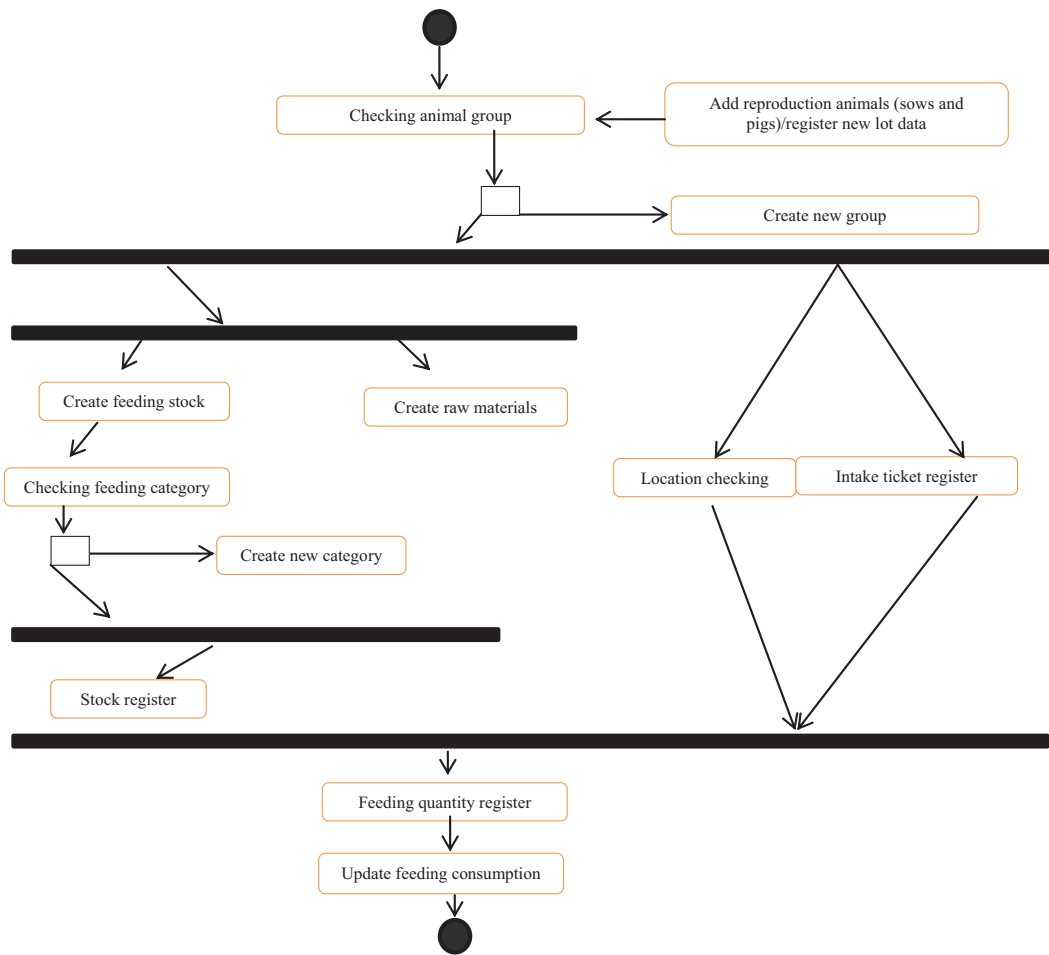 Checking animal group
Add reproduction animals (sows and
pigs)/register new lot data
Create new group
Create feeding stock
Create raw materials
Checking feeding category
Location checking
Intake ticket register
Create new category
Stock register
Feeding quantity register
Update feeding consumption